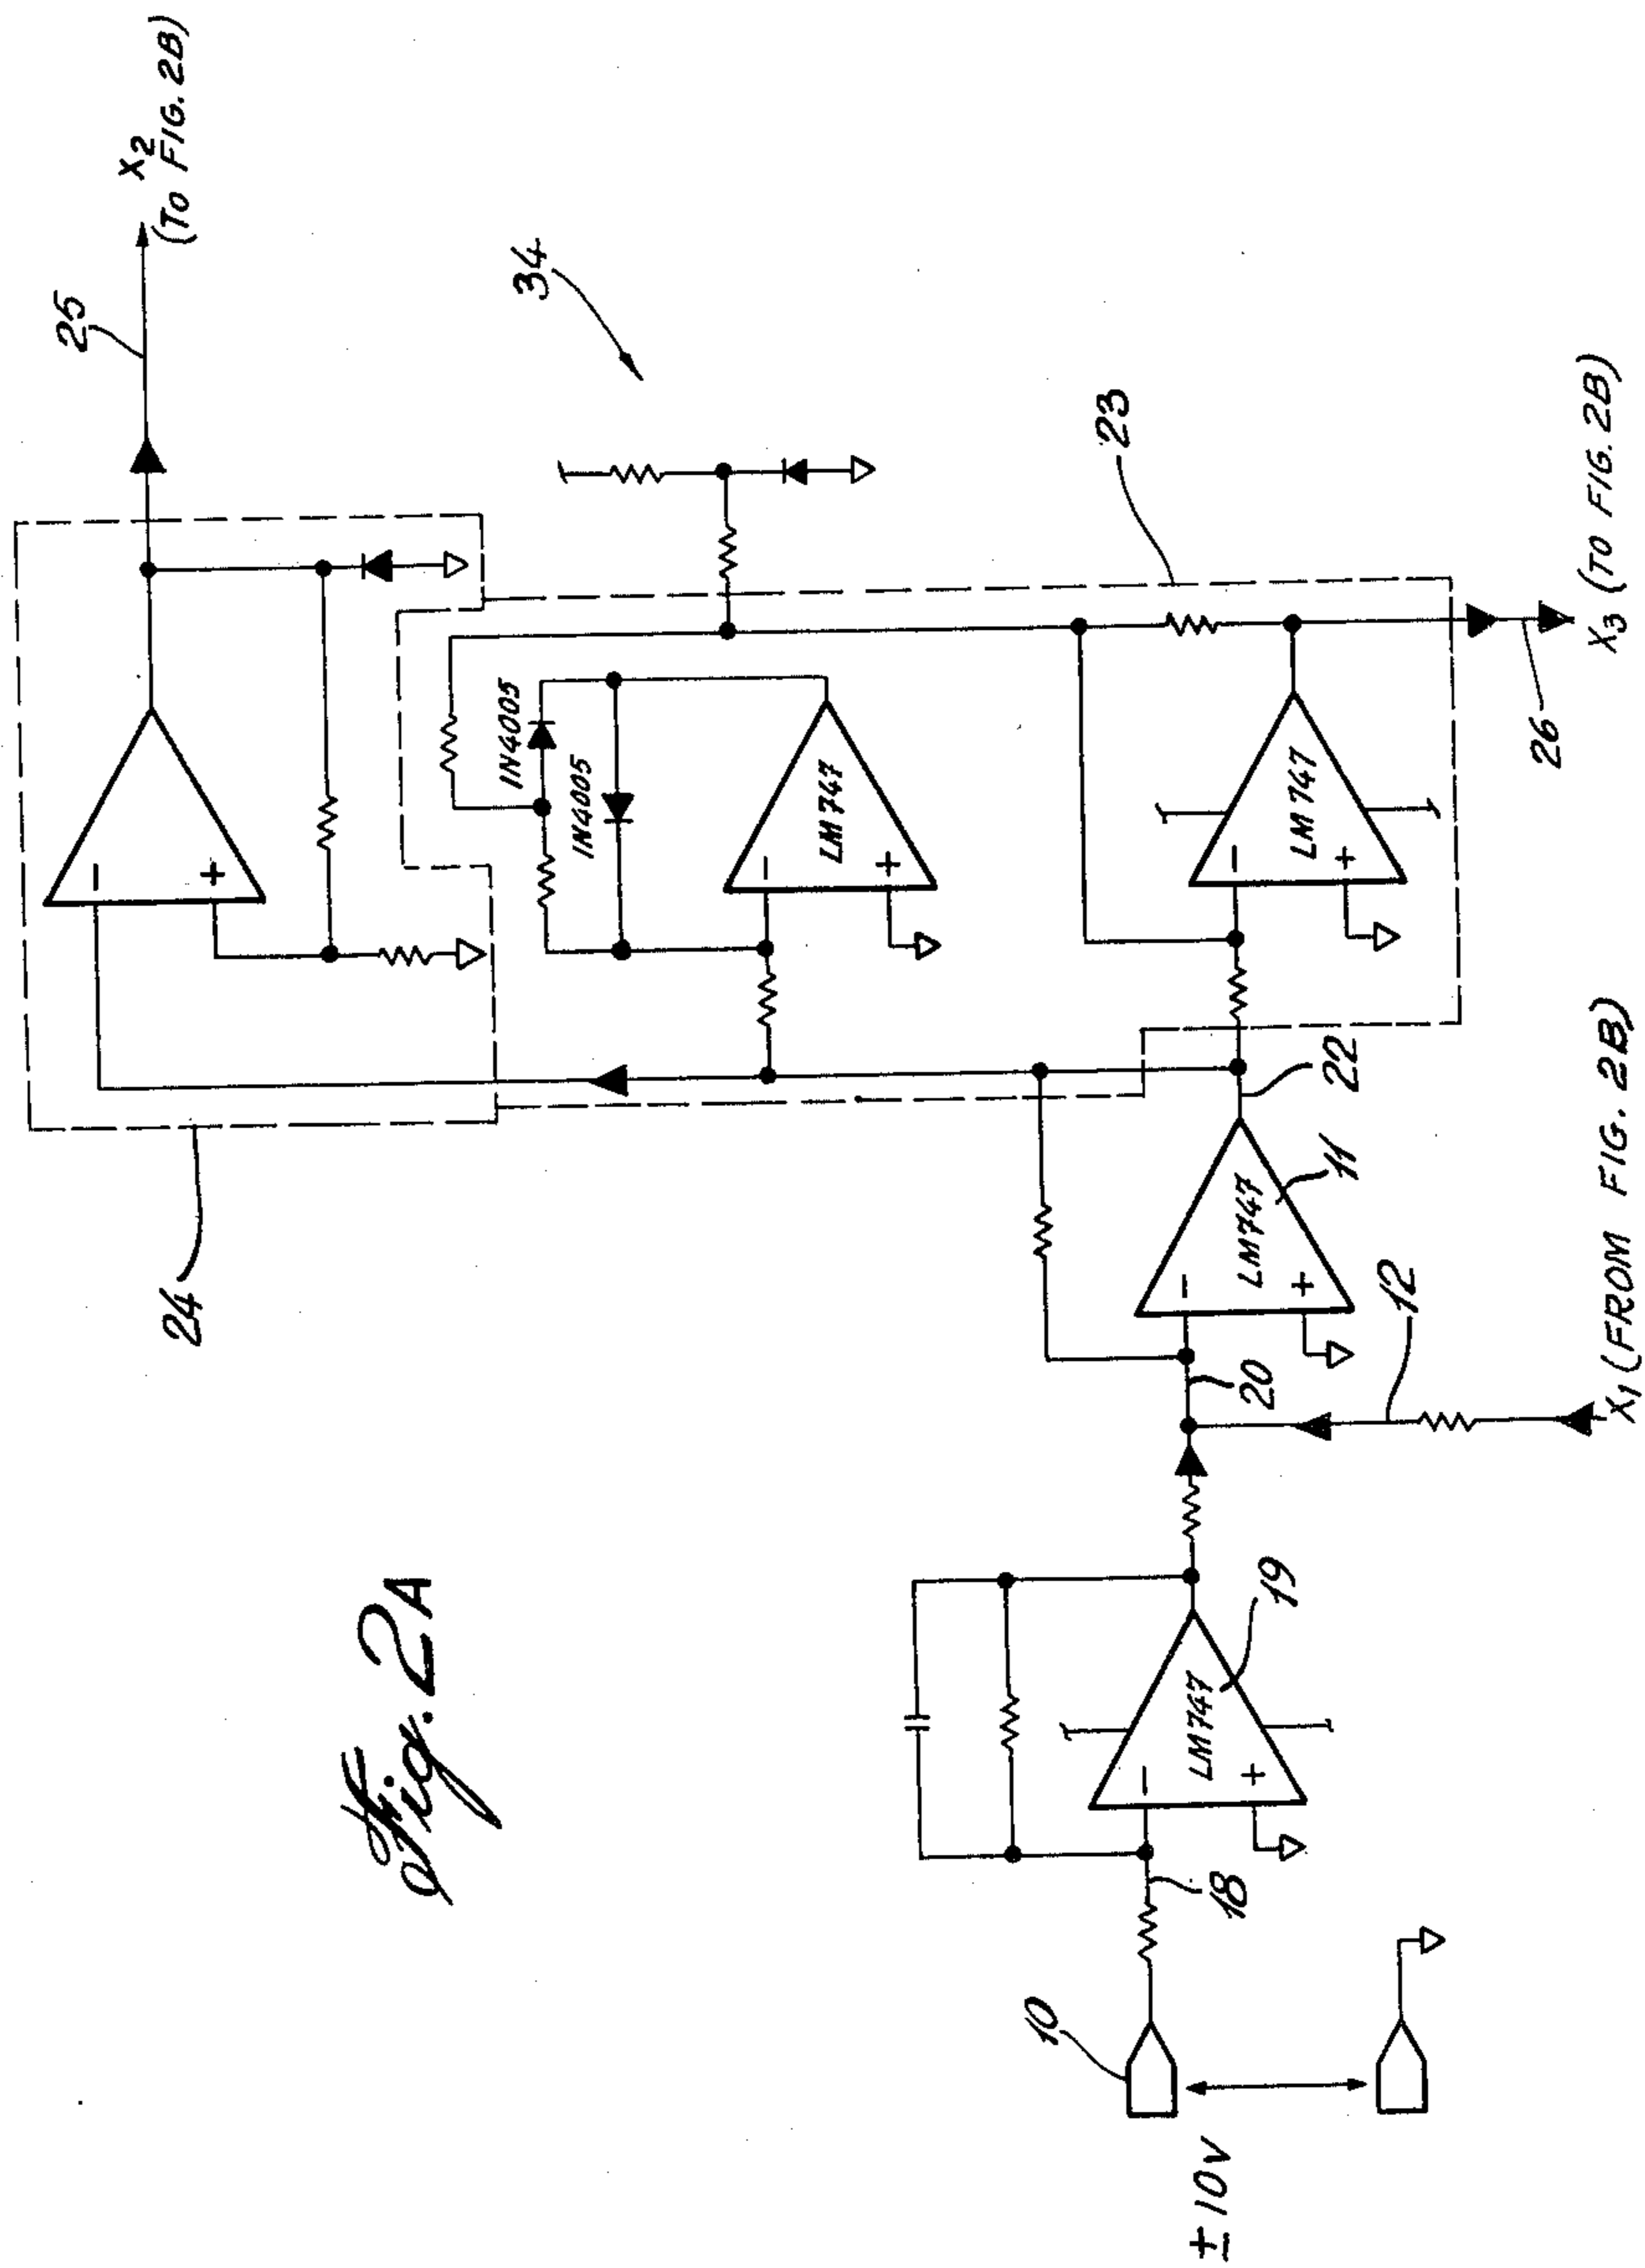 X2
(TO FIG. 2B)
25
34
24
23
−
+
IN4005
IN4005
−
LM747
+
−
LM747
+
26
X3 (TO FIG. 2B)
22
−
LM747
+
11
20
12
X1 (FROM FIG. 2B)
−
LM747
+
19
18
10
±10V
Fig. 2A